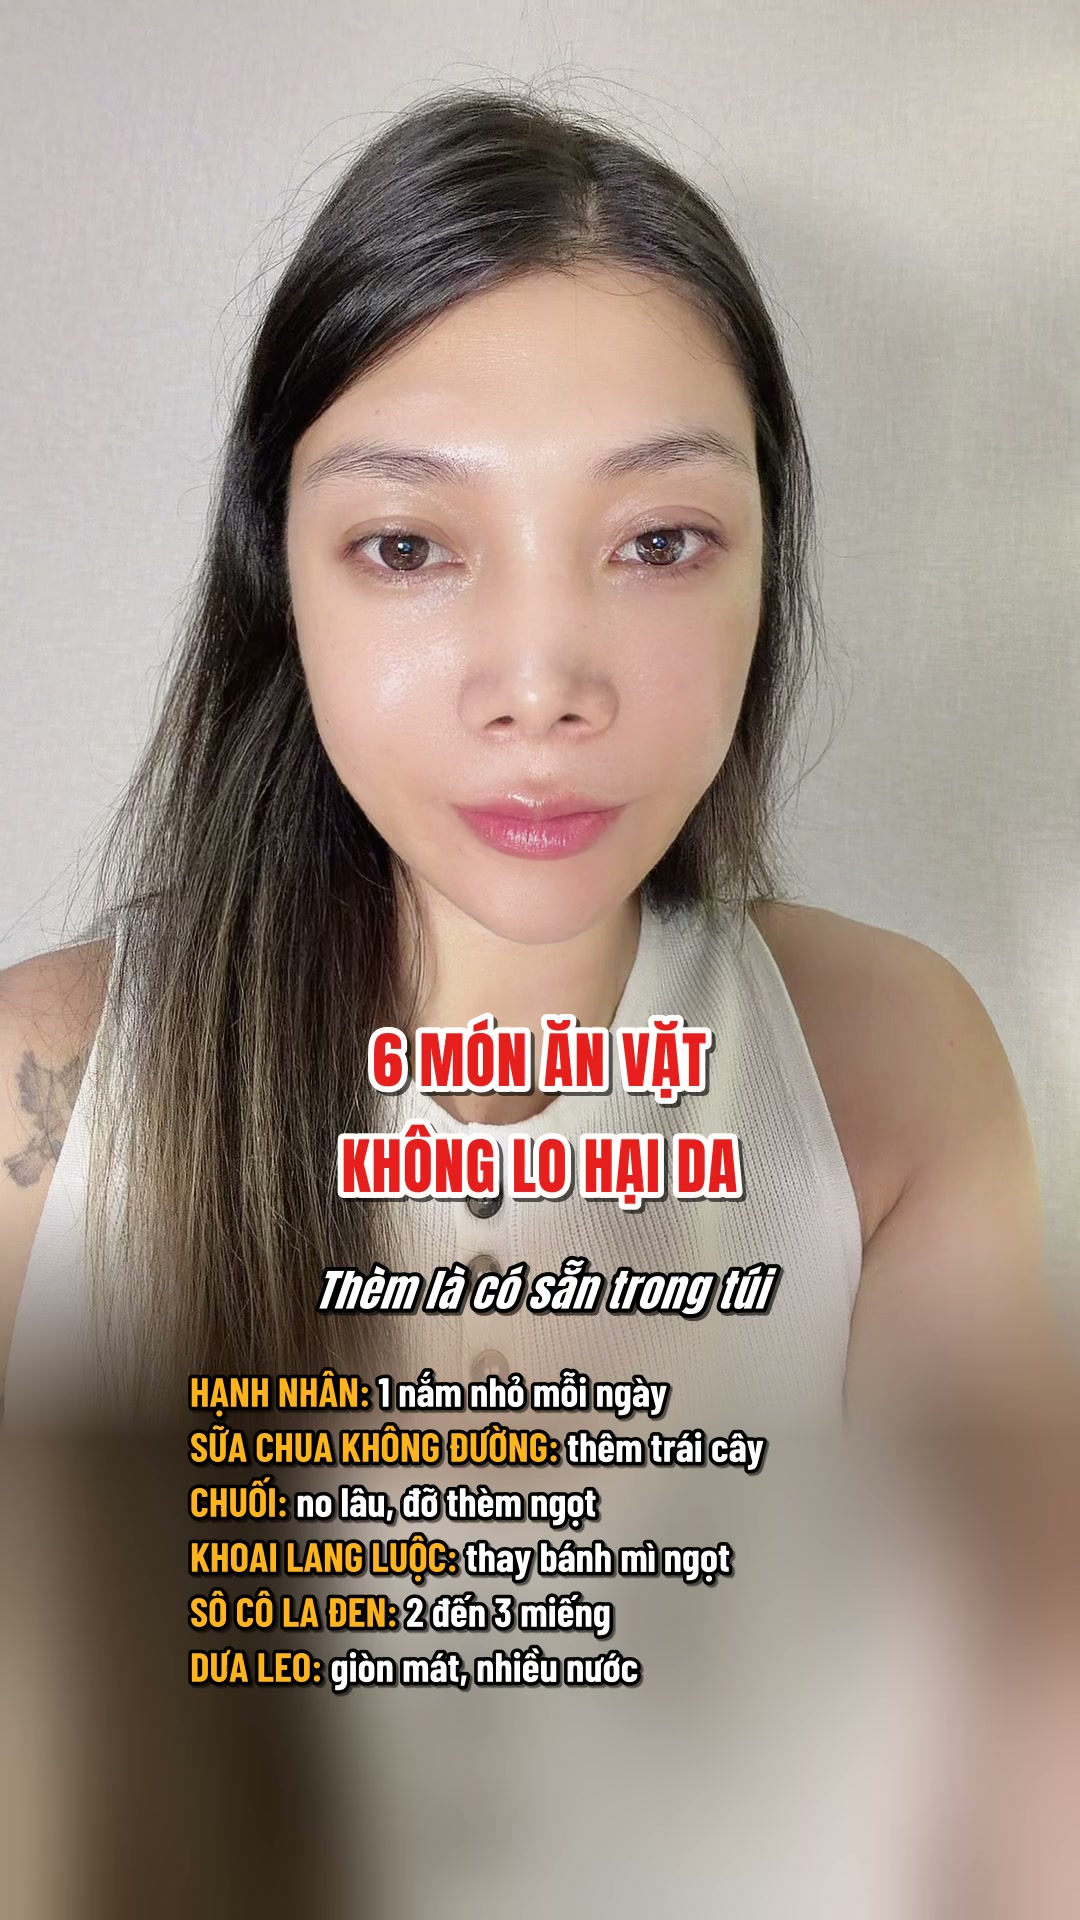 6 MÓN ĂN VẶT
KHÔNG LO HẠI DA
Thèm là có sẵn trong túi
HẠNH NHÂN: 1 nắm nhỏ mỗi ngày
SỮA CHUA KHÔNG ĐƯỜNG: thêm trái cây
CHUỐI: no lâu, đỡ thèm ngọt
KHOAI LANG LUỘC: thay bánh mì ngọt
SÔ CÔ LA ĐEN: 2 đến 3 miếng
DƯA LEO: giòn mát, nhiều nước